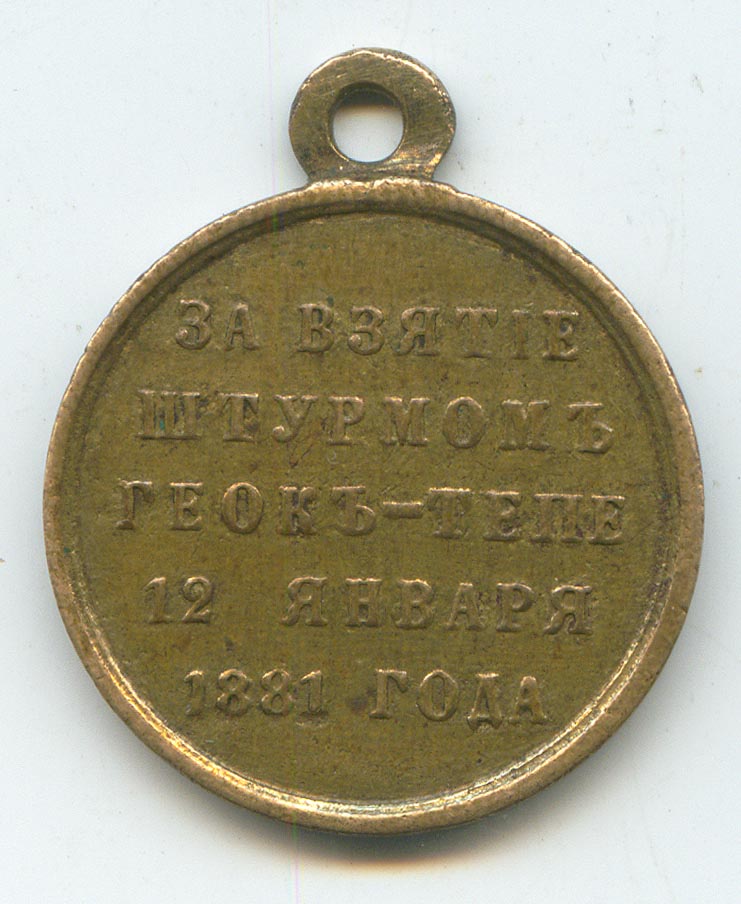 ЗА ВЗЯТІЕ
ШТУРМОМЪ
ГЕОКЪ-ТЕПЕ
12 ЯНВАРЯ
1881 ГОДА